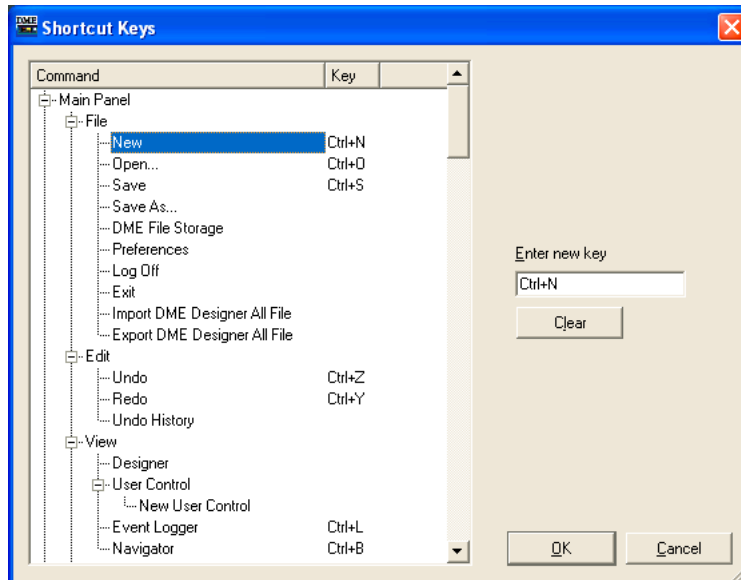 DME Shortcut Keys
Command Key
Main Panel
File
New Ctrl+N
Open... Ctrl+O
Save Ctrl+S
Save As...
DME File Storage
Preferences
Log Off
Exit
Import DME Designer All File
Export DME Designer All File
Edit
Undo Ctrl+Z
Redo Ctrl+Y
Undo History
View
Designer
User Control
New User Control
Event Logger Ctrl+L
Navigator Ctrl+B
Enter new key
Ctrl+N
Clear
OK Cancel